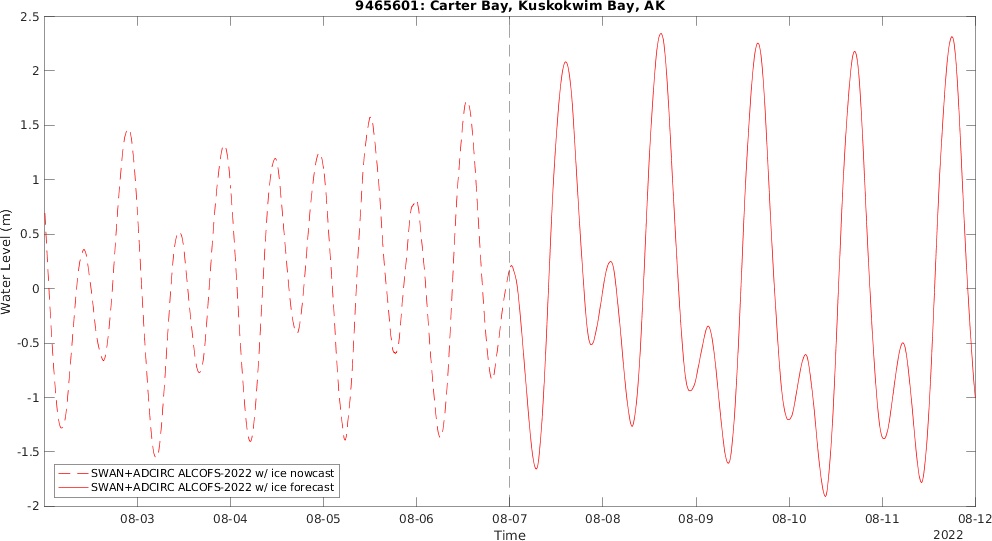 9465601: Carter Bay, Kuskokwim Bay, AK
2.5
2
1.5
1
0.5
0
-0.5
-1
-1.5
-2
Water Level (m)
SWAN+ADCIRC ALCOFS-2022 w/ ice nowcast
SWAN+ADCIRC ALCOFS-2022 w/ ice forecast
08-03 08-04 08-05 08-06 08-07 08-08 08-09 08-10 08-11 08-12
Time
2022